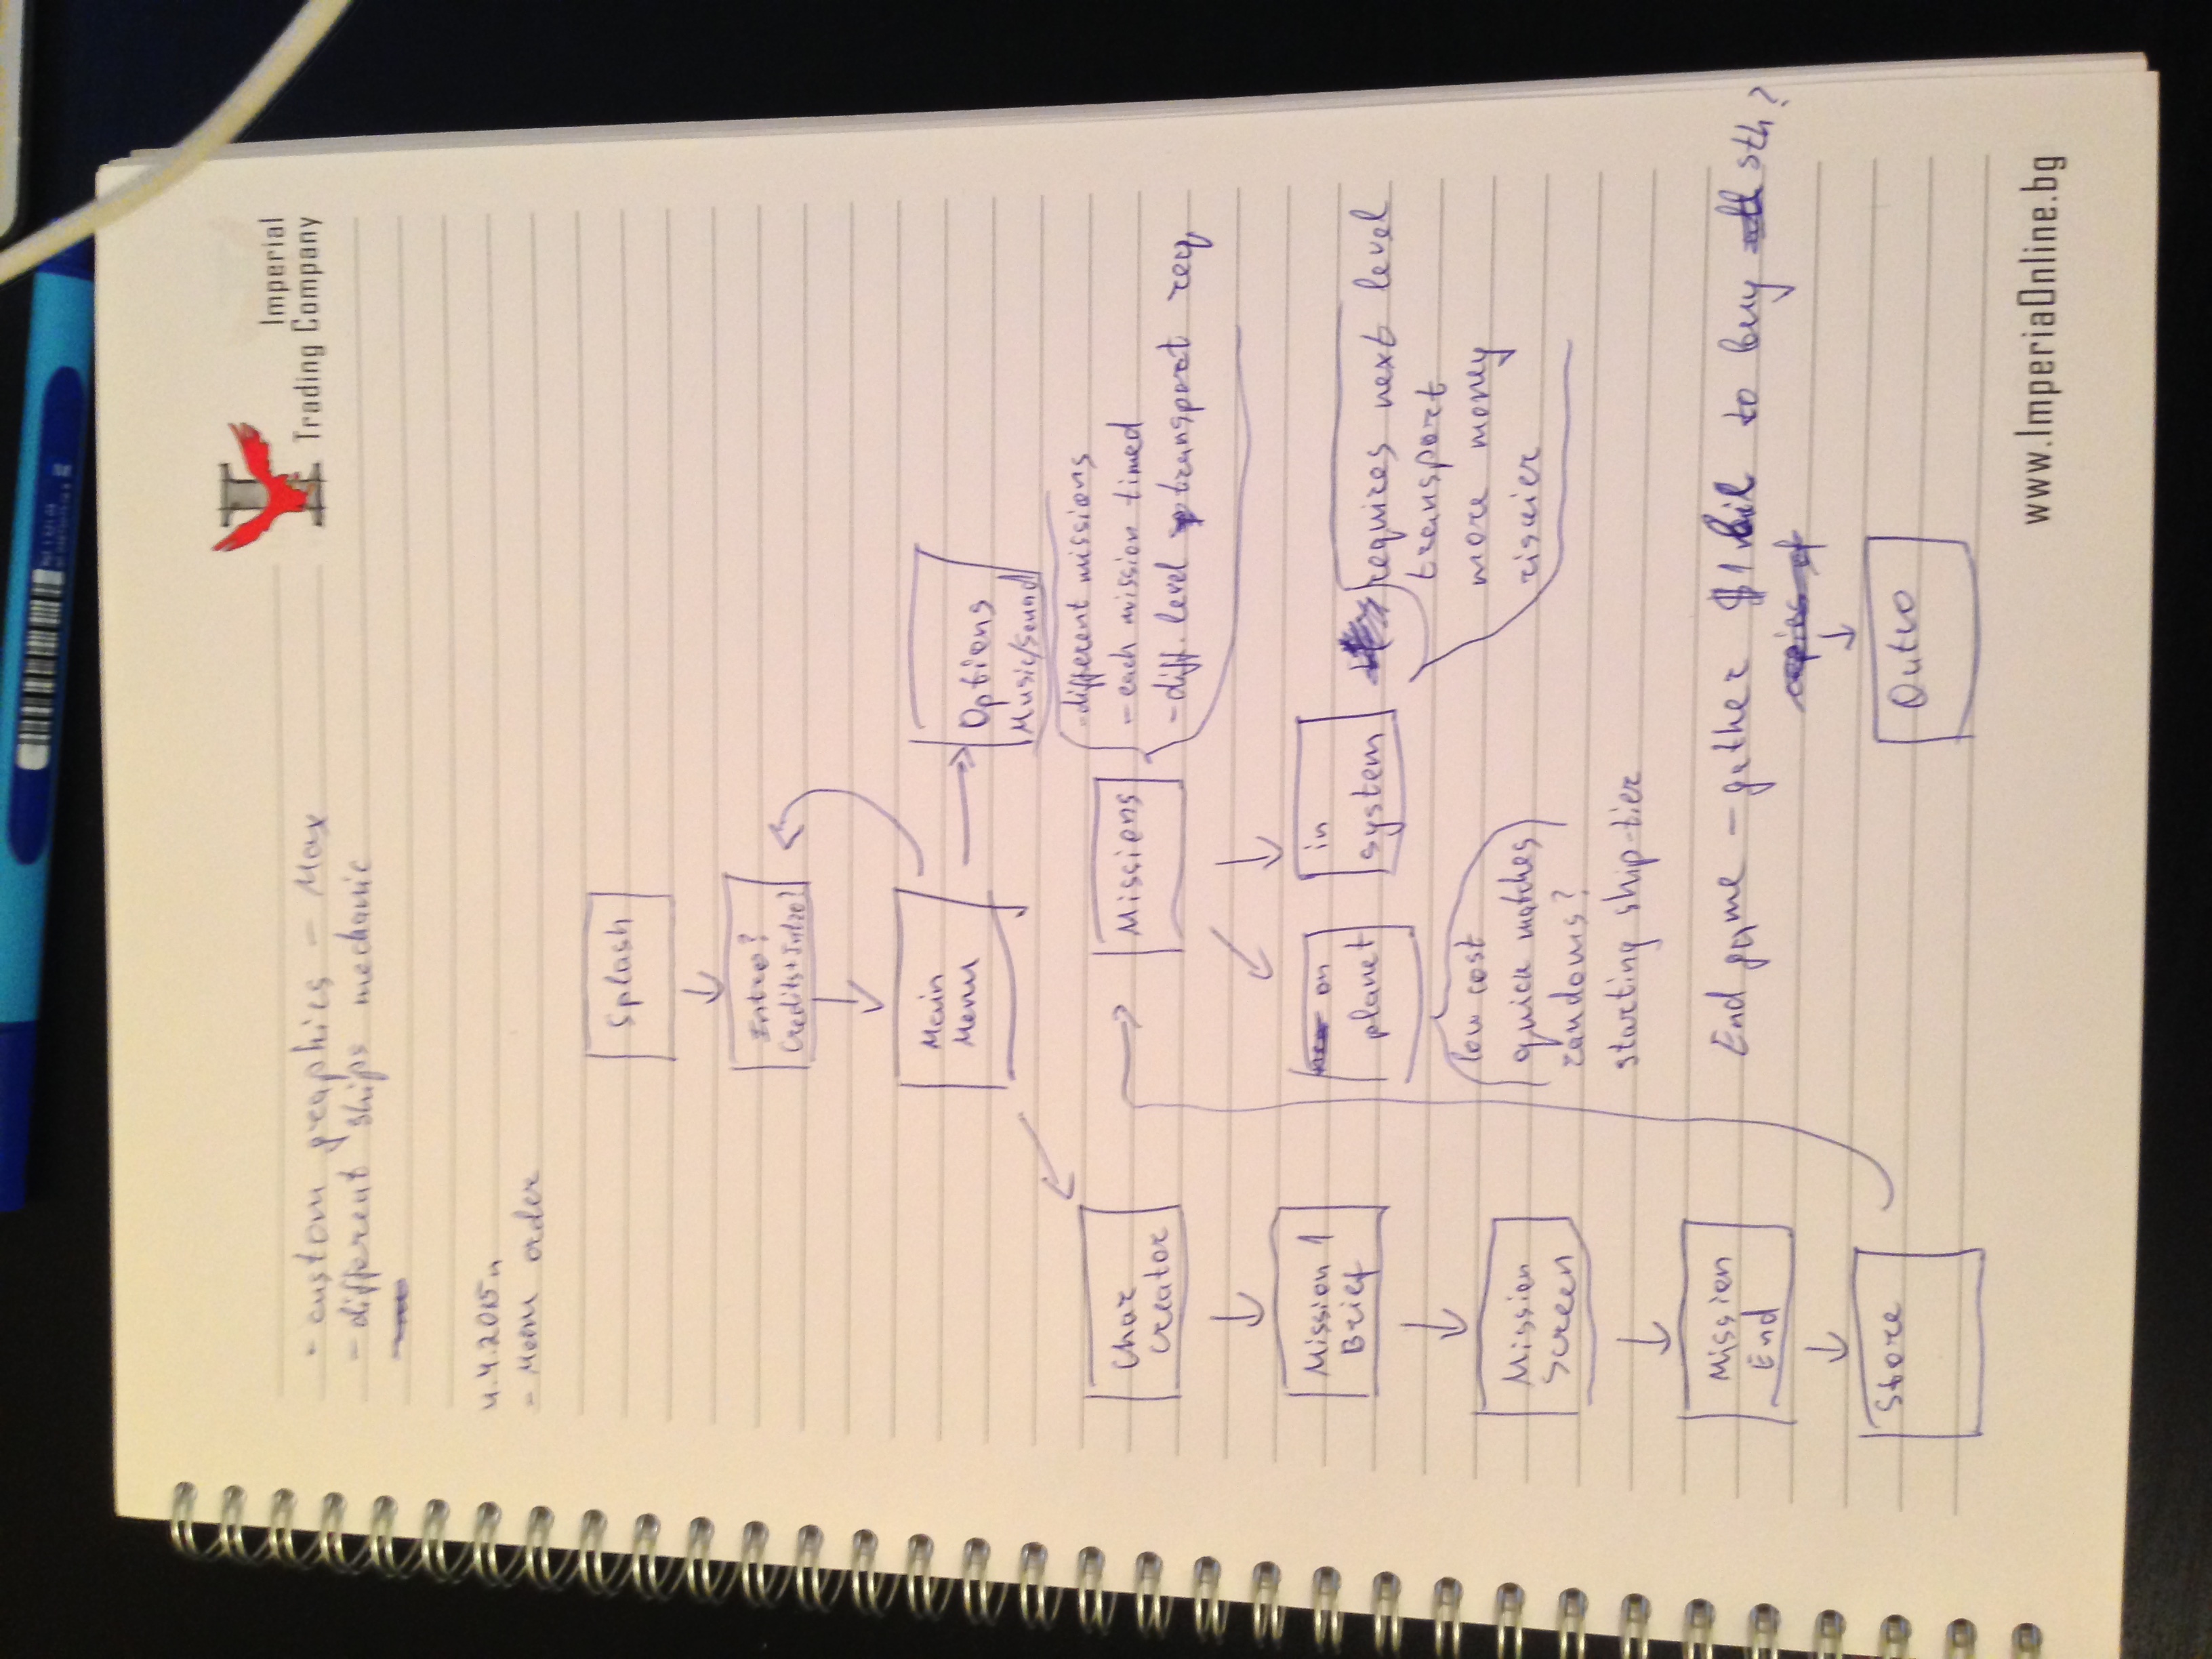 Imperial
Trading Company
- custom graphics - Max
- different ships mechanic
4.4.2015
- Menu order
Splash
Intro?
Credits+Intro?
Main
Menu
Options
Music/Sound
Char
Creator
Missions
-different missions
-each mission timed
-diff. level transport req.
Mission 1
Brief
on
planet
in
system
requires next level
transport
more money
riskier
low cost
quick matches
randoms?
starting ship-tier
Mission
Screen
Mission
End
End game - gather $1 bil to buy sth?
copies of
Store
Outro
www.ImperiaOnline.bg